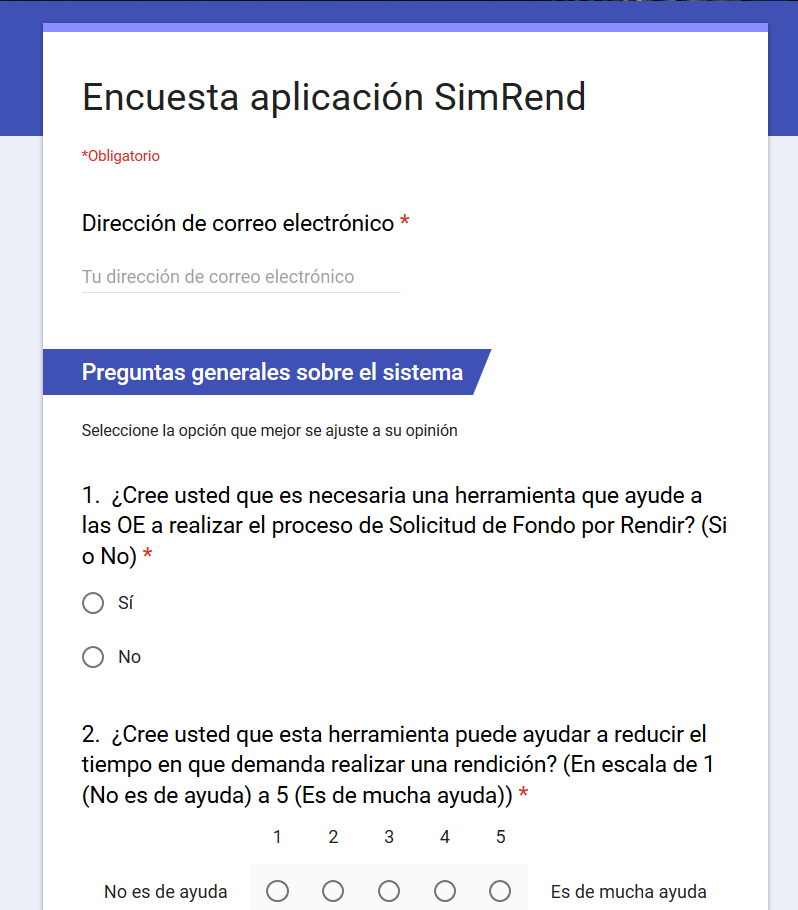 Encuesta aplicación SimRend
*Obligatorio
Dirección de correo electrónico *
Tu dirección de correo electrónico
Preguntas generales sobre el sistema
Seleccione la opción que mejor se ajuste a su opinión
1. ¿Cree usted que es necesaria una herramienta que ayude a
las OE a realizar el proceso de Solicitud de Fondo por Rendir? (Si
o No) *
Sí
No
2. ¿Cree usted que esta herramienta puede ayudar a reducir el
tiempo en que demanda realizar una rendición? (En escala de 1
(No es de ayuda) a 5 (Es de mucha ayuda)) *
1 2 3 4 5
No es de ayuda Es de mucha ayuda